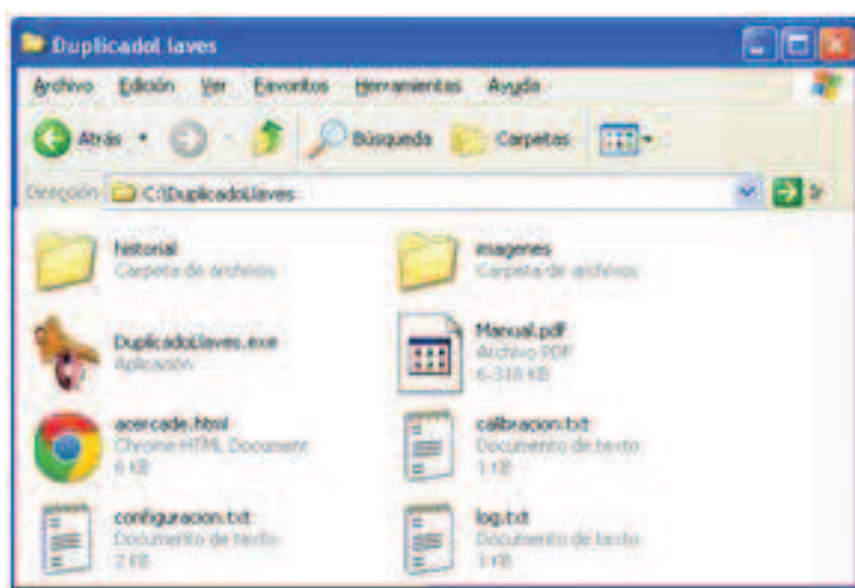 DuplicadoLlaves
Archivo Edición Ver Favoritos Herramientas Ayuda
Atrás Búsqueda Carpetas
Dirección C:\DuplicadoLlaves Ir
historial
Carpeta de archivos
imagenes
Carpeta de archivos
DuplicadoLlaves.exe
Aplicación
Manual.pdf
Archivo PDF
acercade.html
Chrome HTML Document
6 KB
calibracion.txt
Documento de texto
1 KB
configuracion.txt
Documento de texto
2 KB
log.txt
Documento de texto